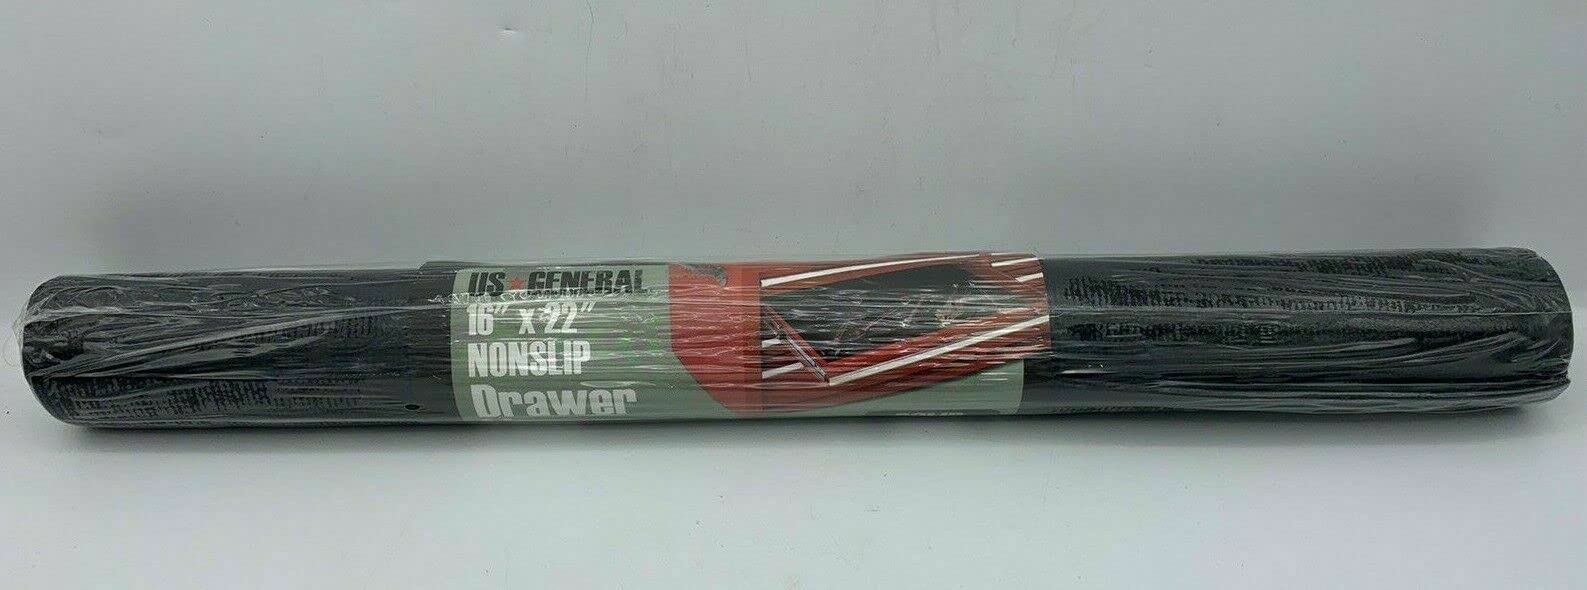 US★GENERAL
16" x 22"
NONSLIP
Drawer